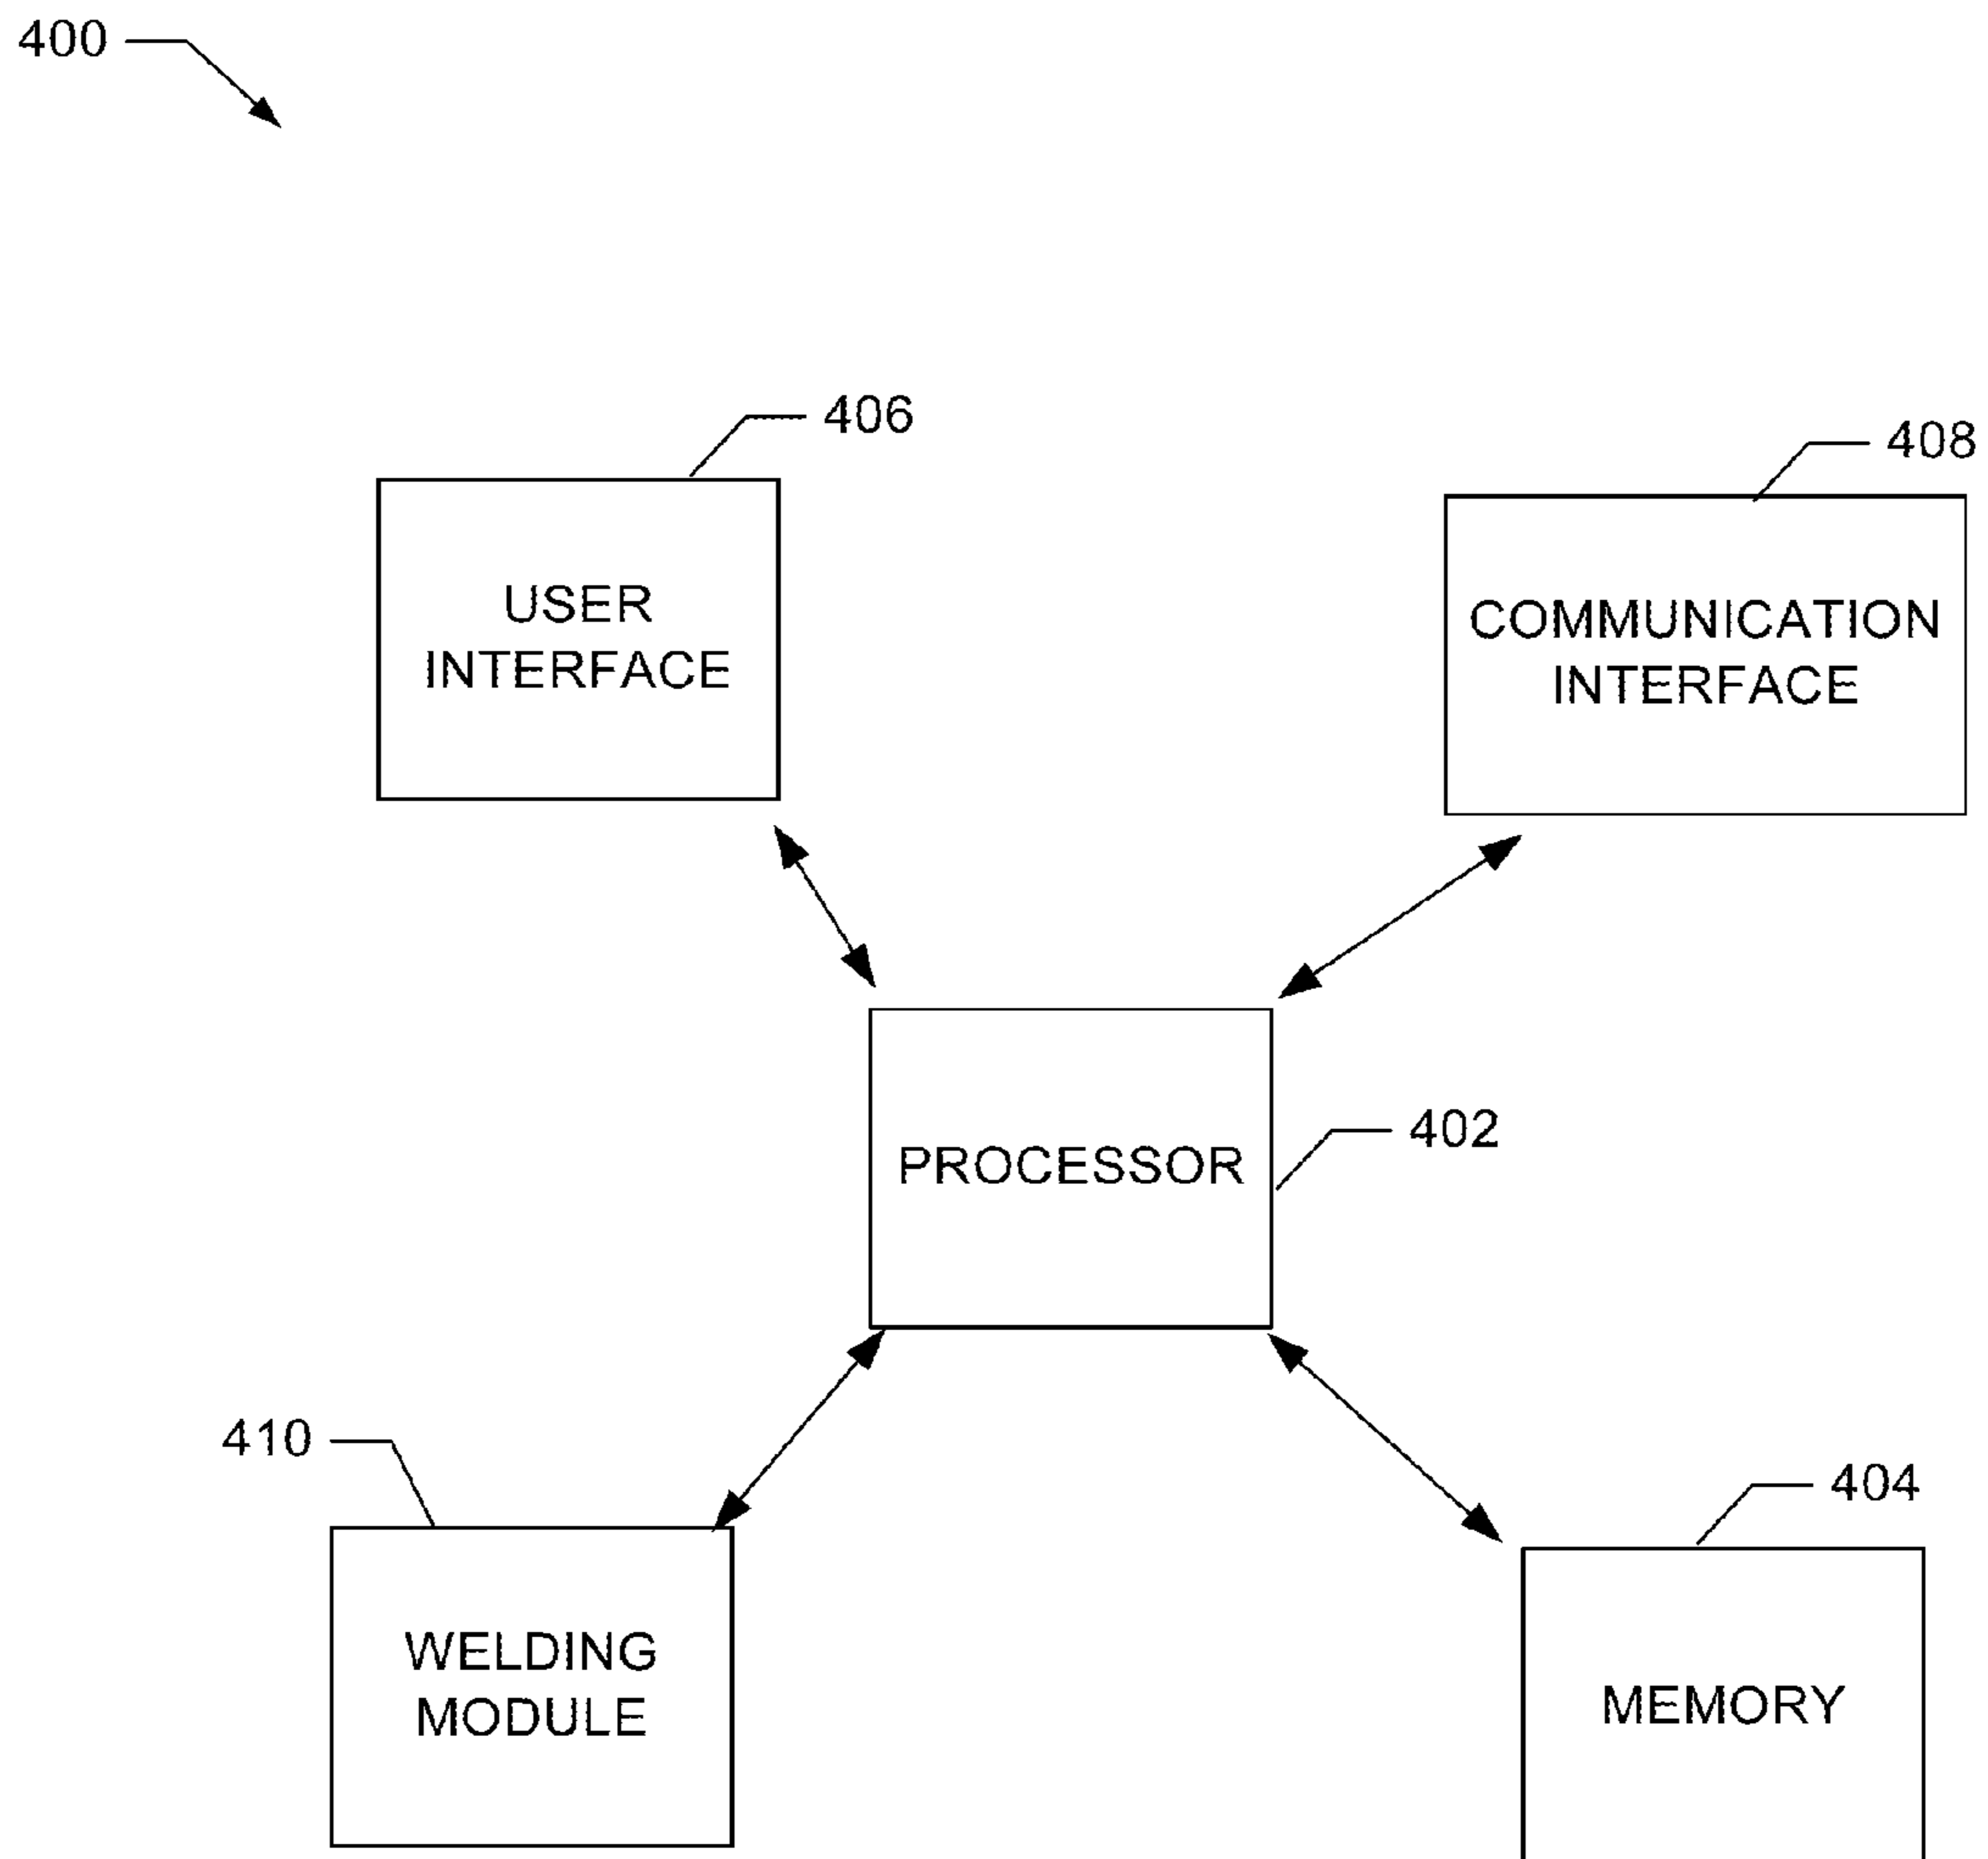 400
406
408
USER
INTERFACE
COMMUNICATION
INTERFACE
402
PROCESSOR
410
404
WELDING
MODULE
MEMORY